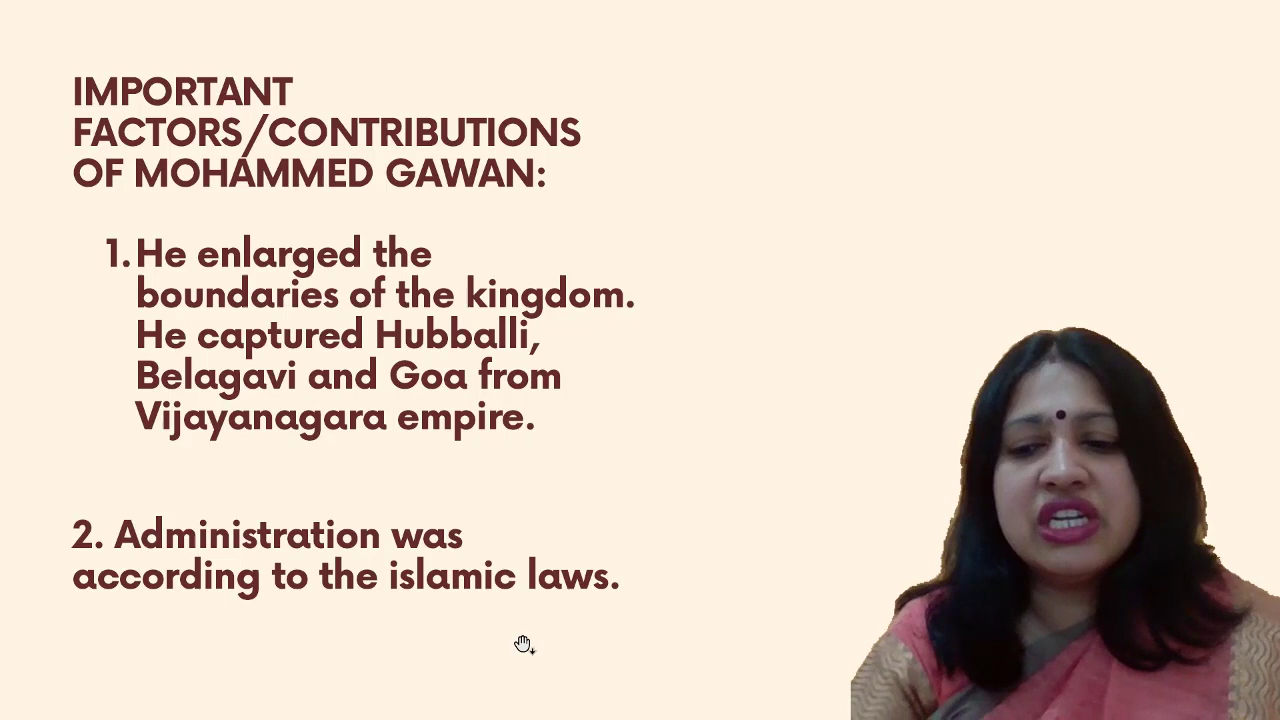 IMPORTANT
FACTORS/CONTRIBUTIONS
OF MOHAMMED GAWAN:
1. He enlarged the
boundaries of the kingdom.
He captured Hubballi,
Belagavi and Goa from
Vijayanagara empire.
2. Administration was
according to the islamic laws.